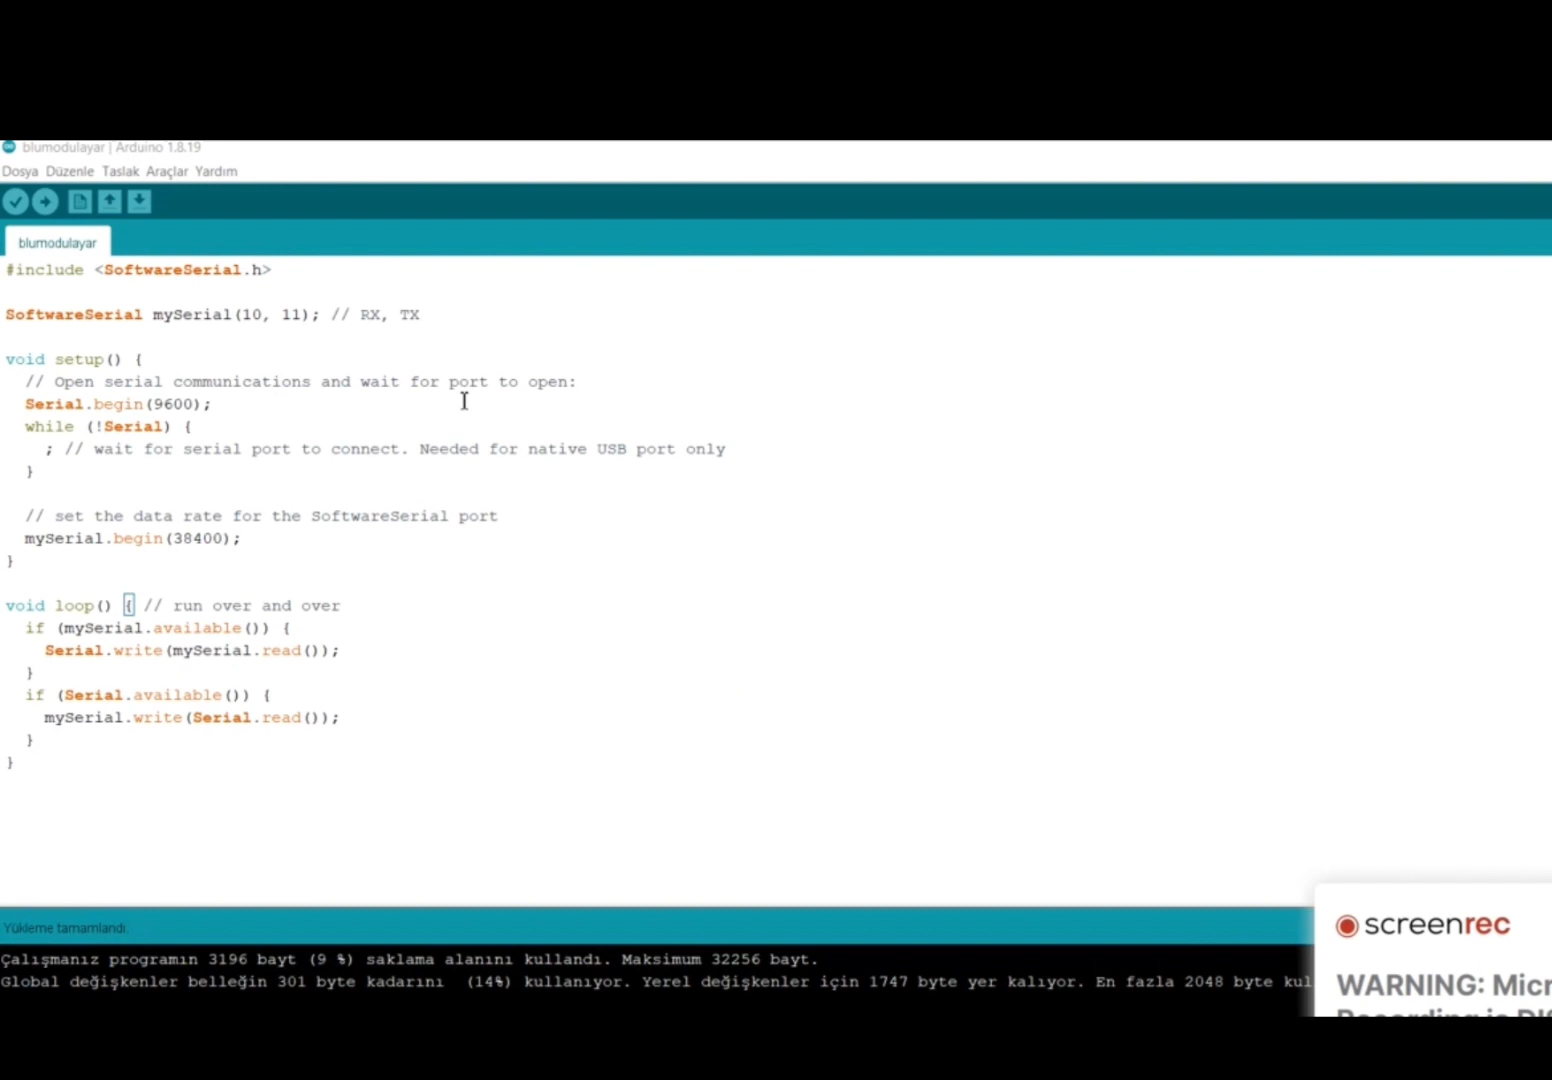 blumodulayar | Arduino 1.8.19
Dosya Düzenle Taslak Araçlar Yardım
blumodulayar
#include <SoftwareSerial.h>
SoftwareSerial mySerial(10, 11); // RX, TX
void setup() {
// Open serial communications and wait for port to open:
Serial.begin(9600);
while (!Serial) {
; // wait for serial port to connect. Needed for native USB port only
}
// set the data rate for the SoftwareSerial port
mySerial.begin(38400);
}
void loop() { // run over and over
if (mySerial.available()) {
Serial.write(mySerial.read());
}
if (Serial.available()) {
mySerial.write(Serial.read());
}
}
Yükleme tamamlandı.
Çalışmanız programın 3196 bayt (9 %) saklama alanını kullandı. Maksimum 32256 bayt.
Global değişkenler belleğin 301 byte kadarını (14%) kullanıyor. Yerel değişkenler için 1747 byte yer kalıyor. En fazla 2048 byte kul
screenrec
WARNING: Micr